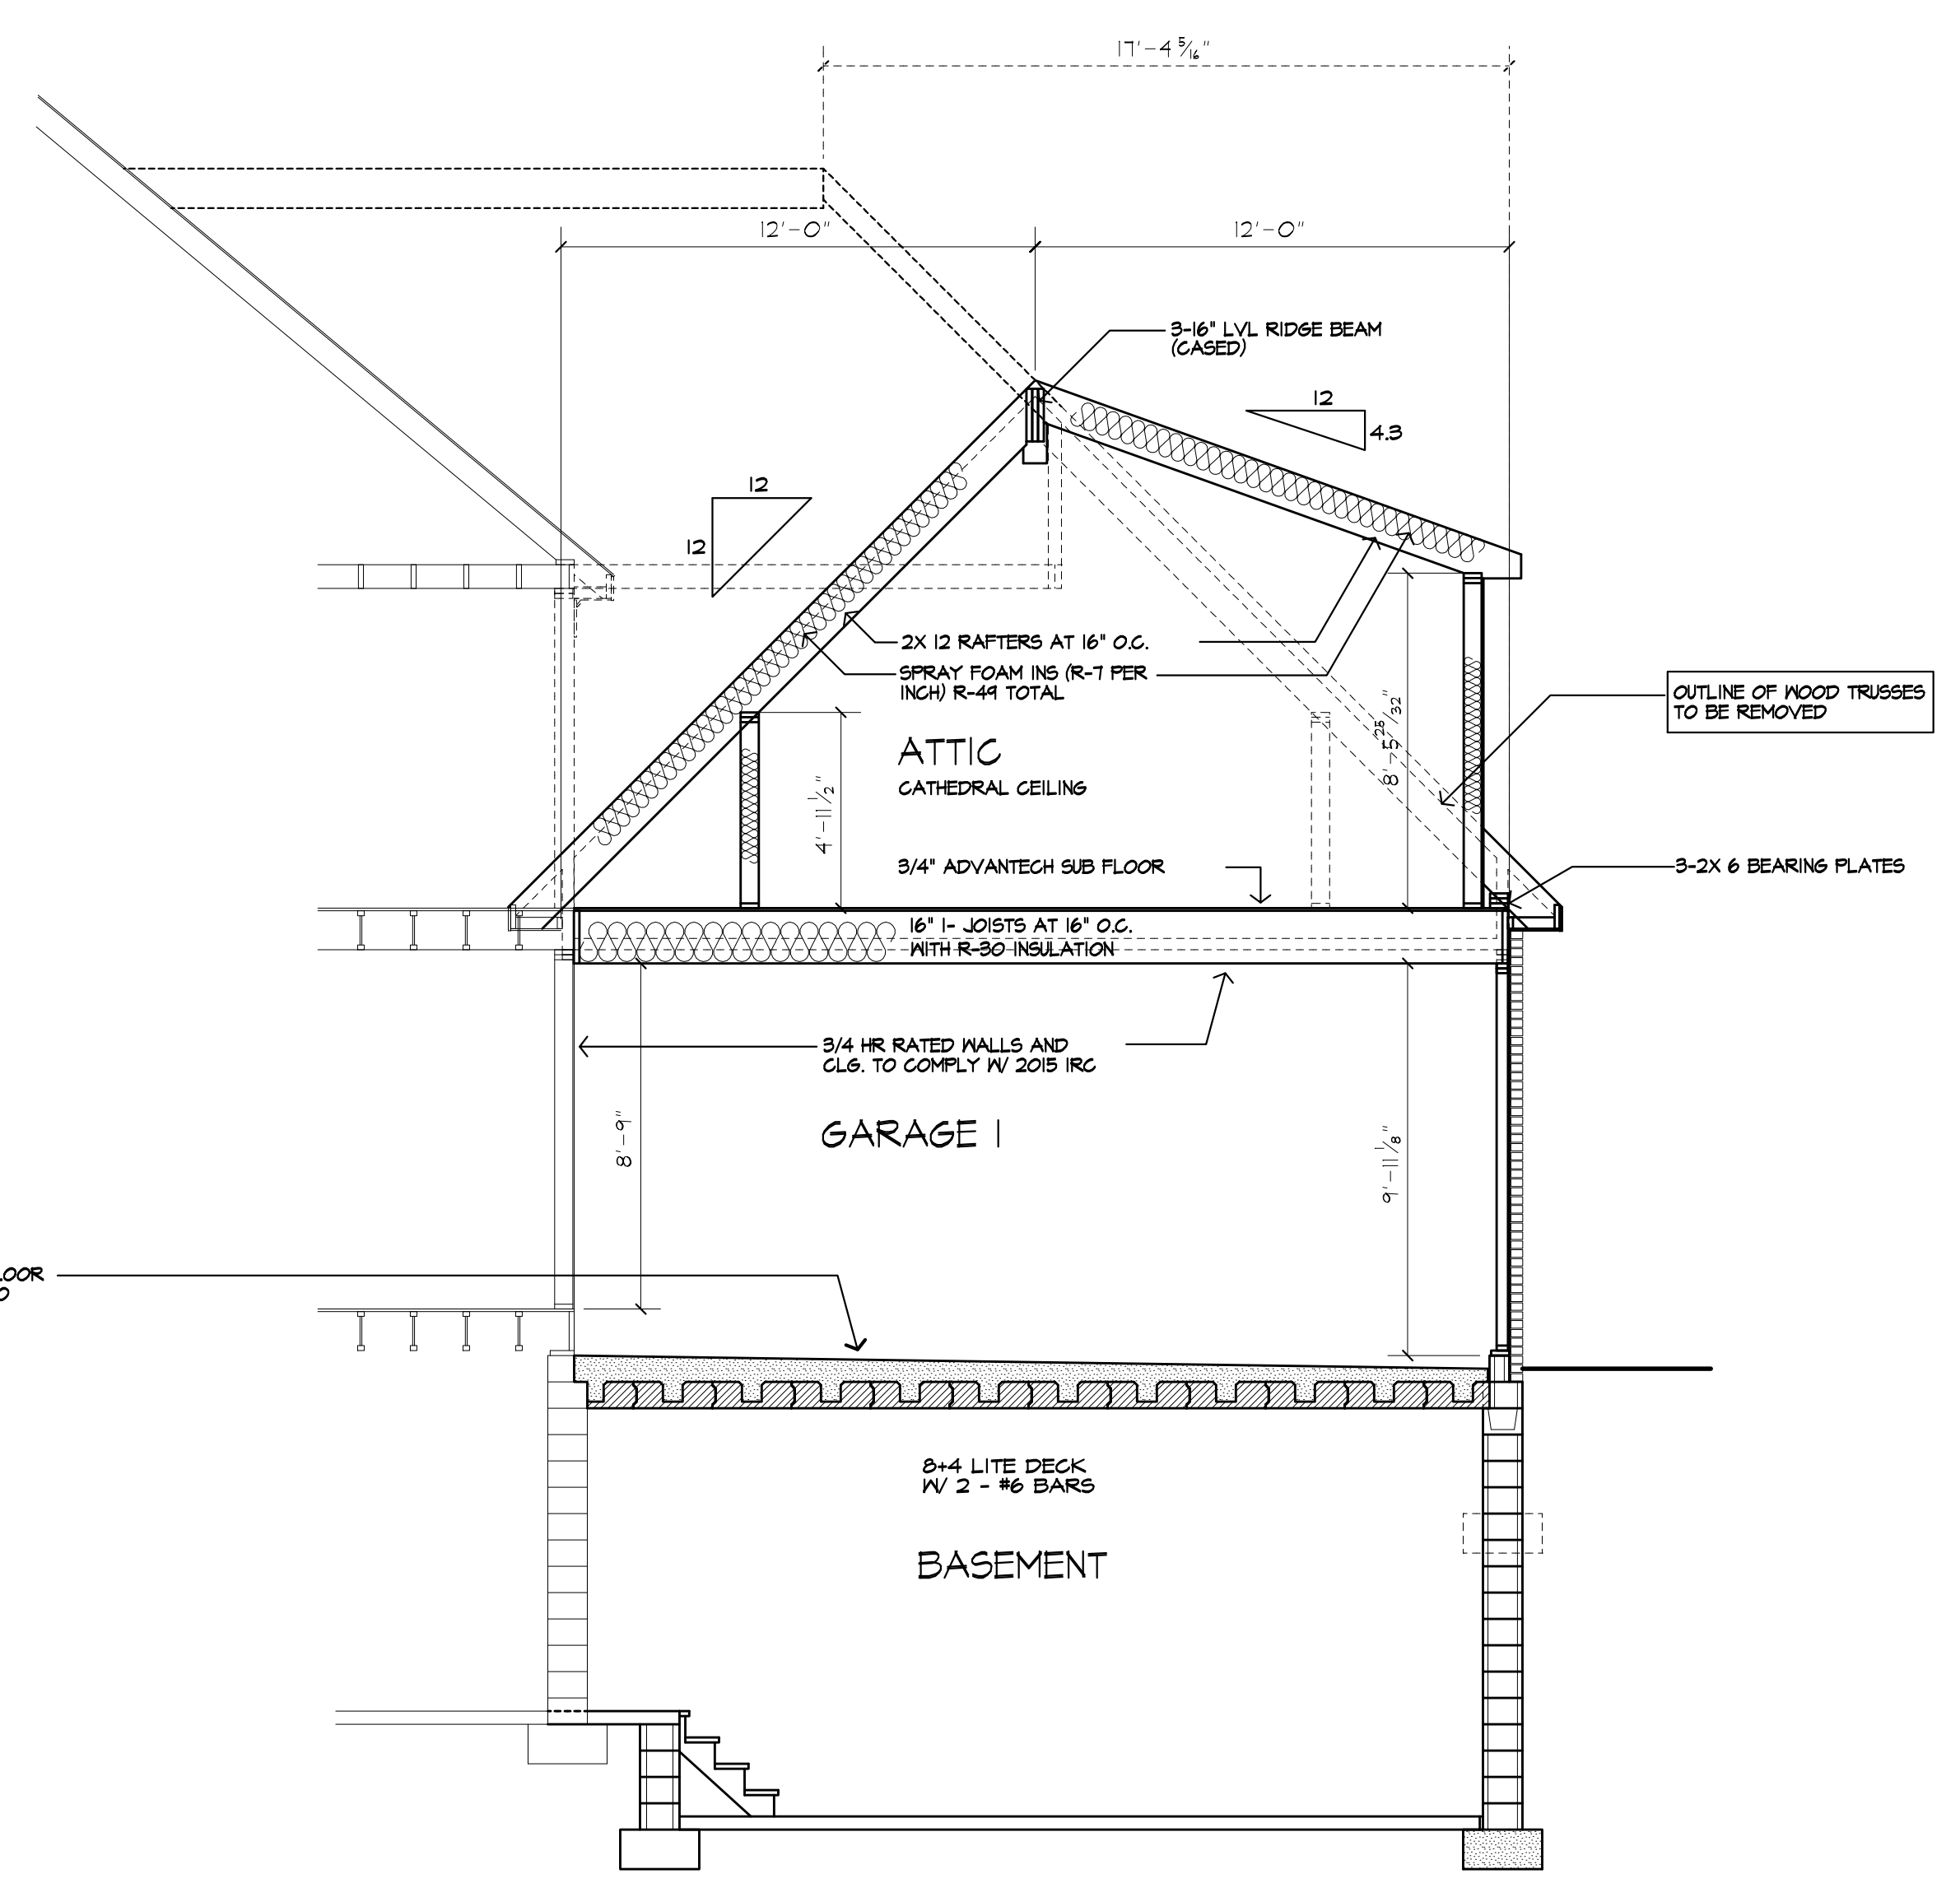 17'-4 5/16"
12'-0"
12'-0"
3-16" LVL RIDGE BEAM
(CASED)
12
4.3
12
12
2X 12 RAFTERS AT 16" O.C.
SPRAY FOAM INS (R-7 PER
INCH) R-49 TOTAL
OUTLINE OF WOOD TRUSSES
TO BE REMOVED
8'-5 25/32"
ATTIC
CATHEDRAL CEILING
4'-11 1/2"
3/4" ADVANTECH SUB FLOOR
3-2X 6 BEARING PLATES
16" I- JOISTS AT 16" O.C.
WITH R-30 INSULATION
3/4 HR RATED WALLS AND
CLG. TO COMPLY W/ 2015 IRC
8'-9"
GARAGE 1
9'-11 1/8"
8+4 LITE DECK
W/ 2 - #6 BARS
BASEMENT